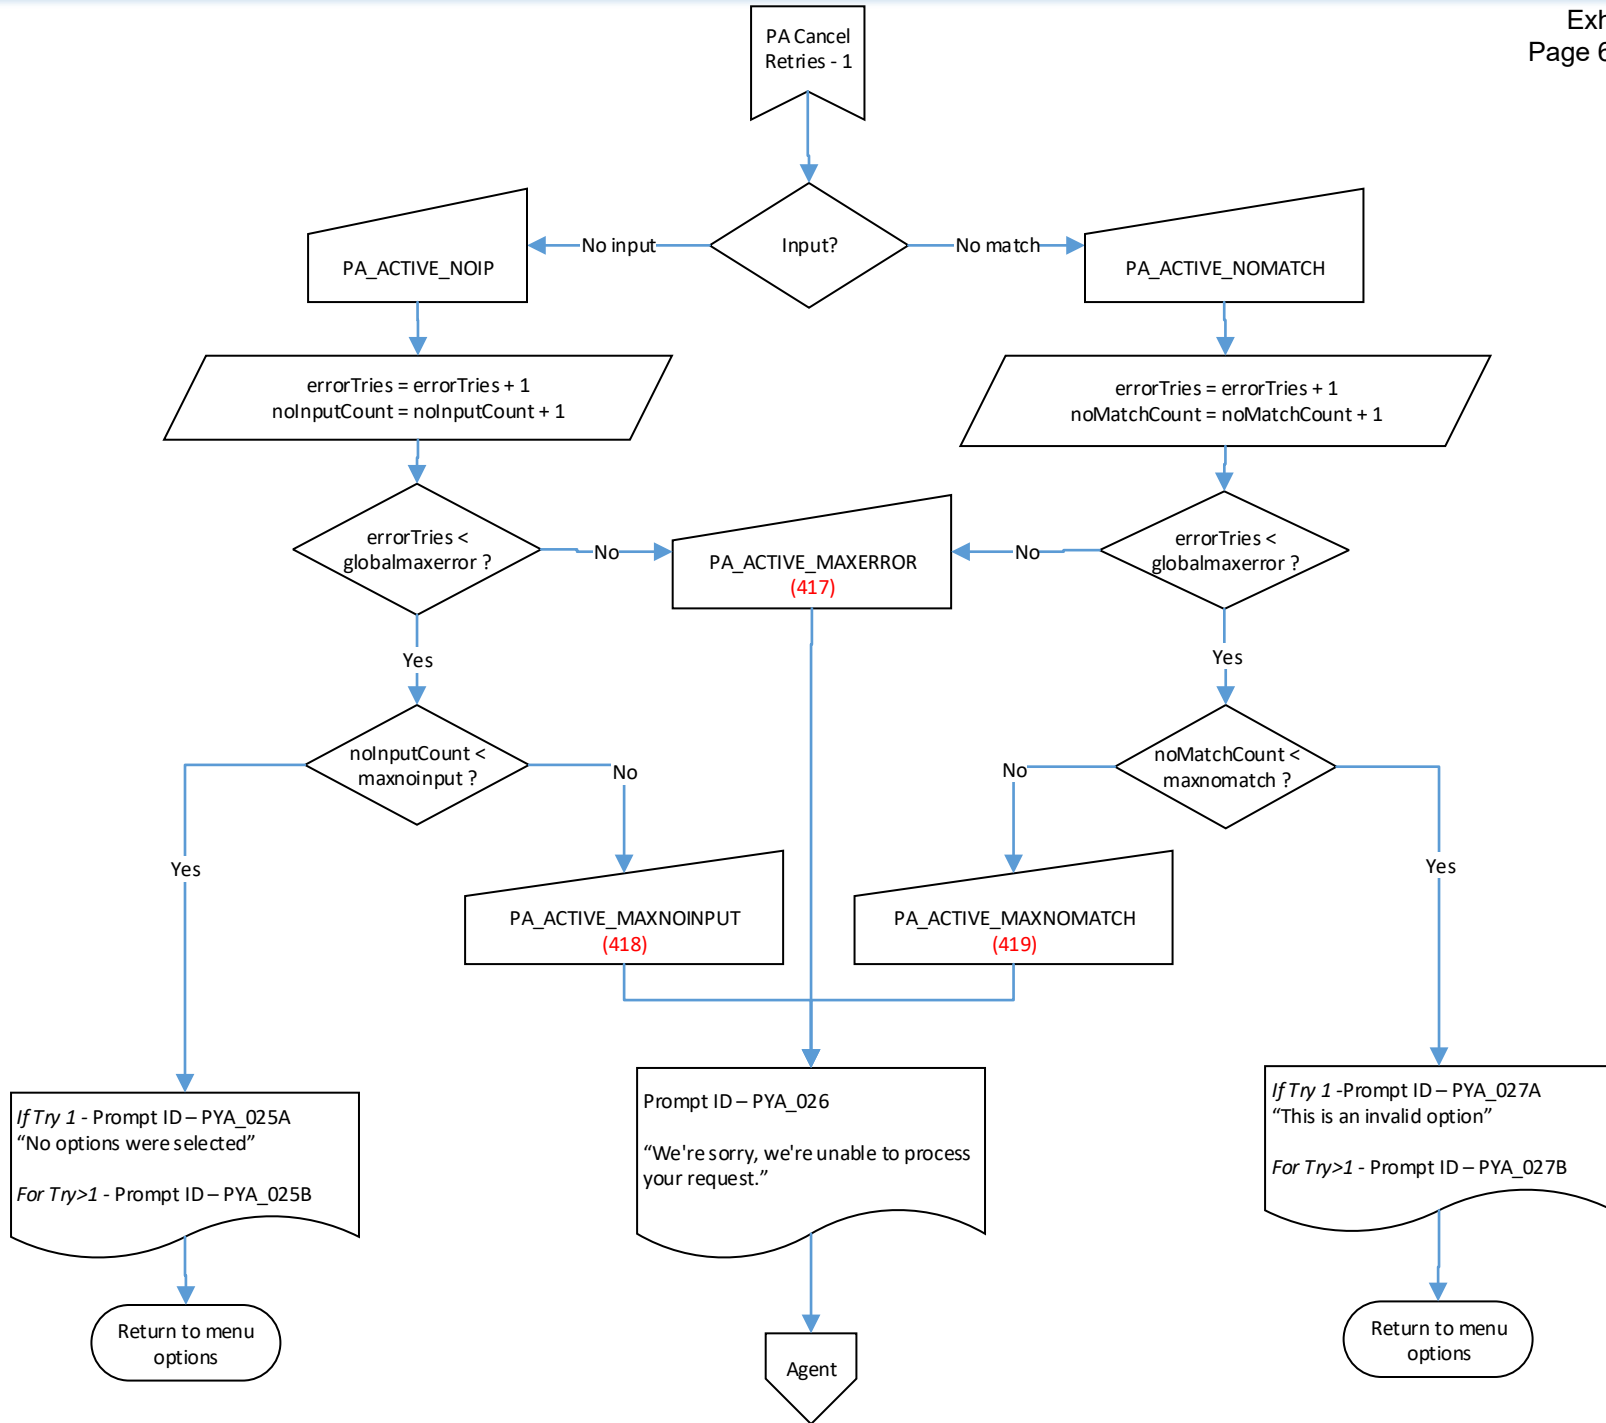 Exh
Page 6
PA Cancel
Retries - 1
Input?
No input
No match
PA_ACTIVE_NOIP
PA_ACTIVE_NOMATCH
errorTries = errorTries + 1
noInputCount = noInputCount + 1
errorTries = errorTries + 1
noMatchCount = noMatchCount + 1
errorTries <
globalmaxerror ?
No
PA_ACTIVE_MAXERROR
(417)
No
errorTries <
globalmaxerror ?
Yes
Yes
noInputCount <
maxnoinput ?
No
No
noMatchCount <
maxnomatch ?
Yes
Yes
PA_ACTIVE_MAXNOINPUT
(418)
PA_ACTIVE_MAXNOMATCH
(419)
If Try 1 - Prompt ID – PYA_025A
“No options were selected”
For Try>1 - Prompt ID – PYA_025B
Prompt ID – PYA_026
“We're sorry, we're unable to process
your request.”
If Try 1 -Prompt ID – PYA_027A
“This is an invalid option”
For Try>1 - Prompt ID – PYA_027B
Return to menu
options
Agent
Return to menu
options